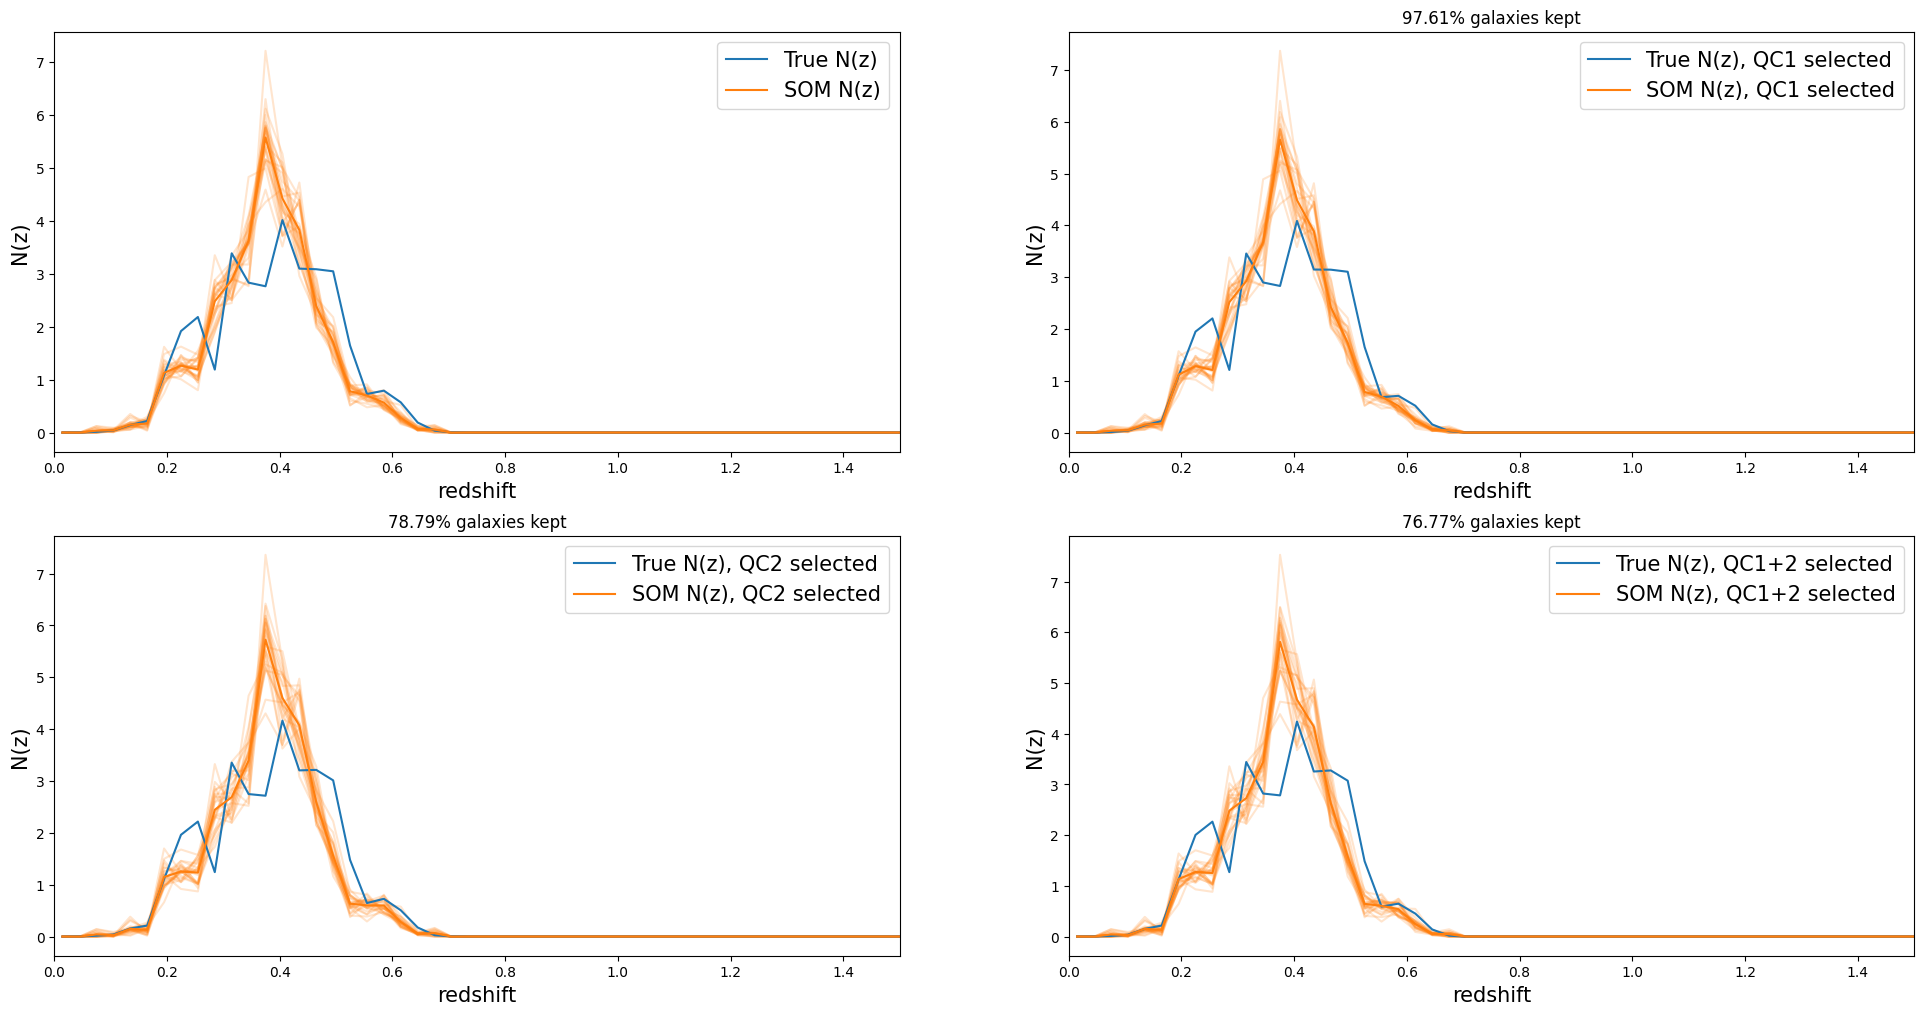 7
6
5
4
3
2
1
0
N(z)
True N(z)
SOM N(z)
0.0 0.2 0.4 0.6 0.8 1.0 1.2 1.4
redshift
97.61% galaxies kept
7
6
5
4
3
2
1
0
N(z)
True N(z), QC1 selected
SOM N(z), QC1 selected
0.0 0.2 0.4 0.6 0.8 1.0 1.2 1.4
redshift
78.79% galaxies kept
7
6
5
4
3
2
1
0
N(z)
True N(z), QC2 selected
SOM N(z), QC2 selected
0.0 0.2 0.4 0.6 0.8 1.0 1.2 1.4
redshift
76.77% galaxies kept
7
6
5
4
3
2
1
0
N(z)
True N(z), QC1+2 selected
SOM N(z), QC1+2 selected
0.0 0.2 0.4 0.6 0.8 1.0 1.2 1.4
redshift